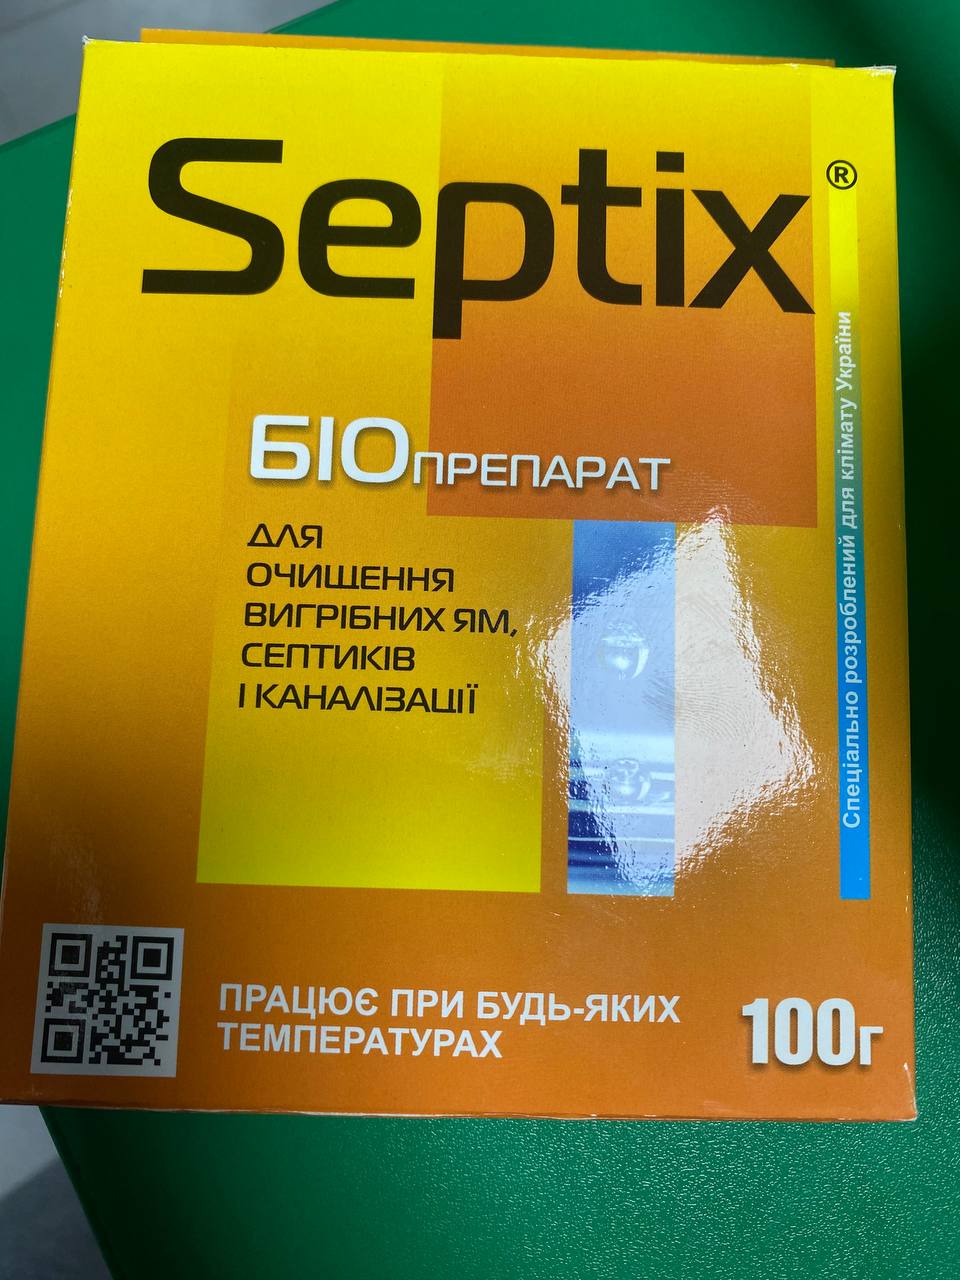 Septix®
БІОПРЕПАРАТ
ДЛЯ
ОЧИЩЕННЯ
ВИГРІБНИХ ЯМ,
СЕПТИКІВ
І КАНАЛІЗАЦІЇ
Спеціально розроблений для клімату України
ПРАЦЮЄ ПРИ БУДЬ-ЯКИХ
ТЕМПЕРАТУРАХ
100г